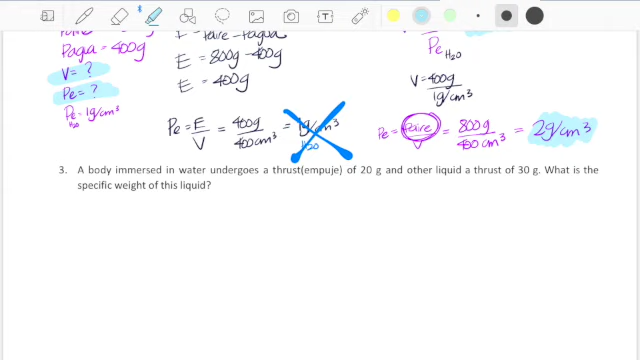 Pagua = 400g
V = ?
Pe = ?
Pe H2O = 1g/cm³
E = 800g - 400g
E = 400g
Pe = E/V = 400g/400cm³ = 1g/cm³
H2O
Pe H2O
V = 400g/1g/cm³
Pe = Paire/V = 800g/400cm³ = 2g/cm³
3. A body immersed in water undergoes a thrust(empuje) of 20 g and other liquid a thrust of 30 g. What is the
specific weight of this liquid?